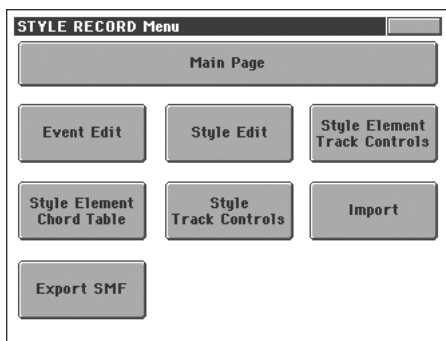 STYLE RECORD Menu
Main Page
Event Edit
Style Edit
Style Element
Track Controls
Style Element
Chord Table
Style
Track Controls
Import
Export SMF